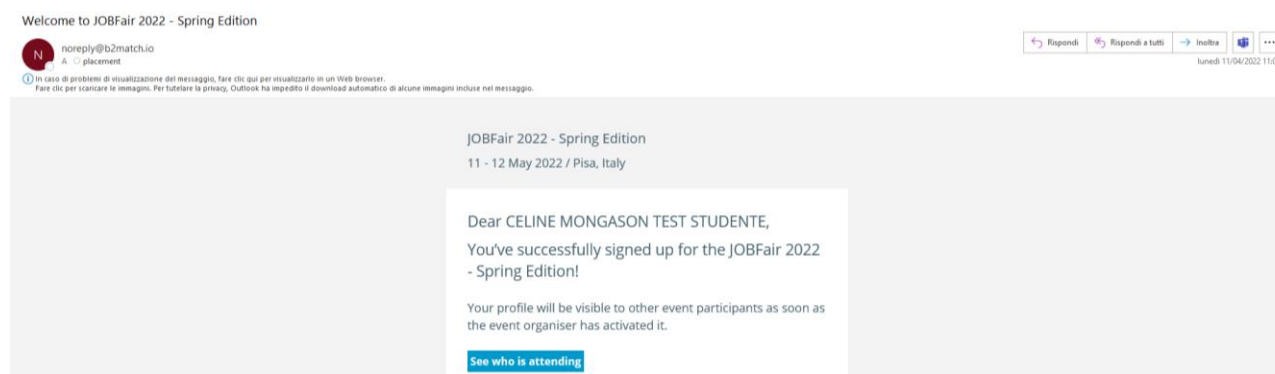 Welcome to JOBFair 2022 - Spring Edition
N
noreply@b2match.io
A placement
Rispondi
Rispondi a tutti
Inoltra
lunedì 11/04/2022 11:0
In caso di problemi di visualizzazione del messaggio, fare clic qui per visualizzarlo in un Web browser.
Fare clic per scaricare le immagini. Per tutelare la privacy, Outlook ha impedito il download automatico di alcune immagini incluse nel messaggio.
JOBFair 2022 - Spring Edition
11 - 12 May 2022 / Pisa, Italy
Dear CELINE MONGASON TEST STUDENTE,
You've successfully signed up for the JOBFair 2022
- Spring Edition!
Your profile will be visible to other event participants as soon as
the event organiser has activated it.
See who is attending